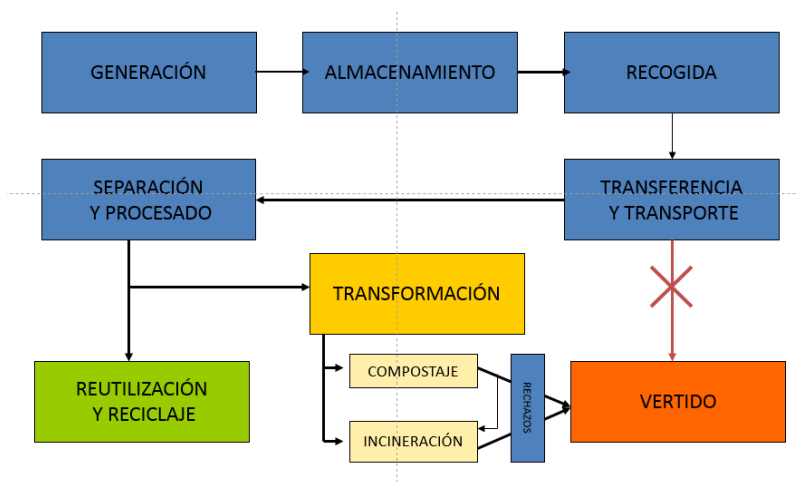 GENERACIÓN
ALMACENAMIENTO
RECOGIDA
SEPARACIÓN
Y PROCESADO
TRANSFERENCIA
Y TRANSPORTE
TRANSFORMACIÓN
REUTILIZACIÓN
Y RECICLAJE
COMPOSTAJE
INCINERACIÓN
RECHAZOS
VERTIDO